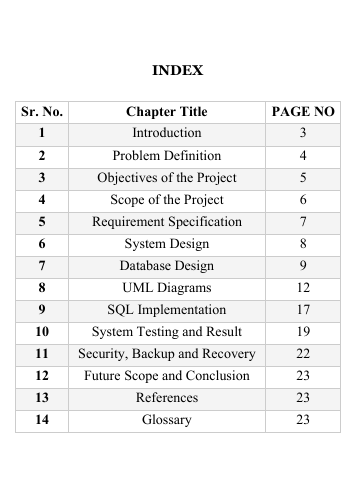 INDEX
Sr. No. Chapter Title PAGE NO
1 Introduction 3
2 Problem Definition 4
3 Objectives of the Project 5
4 Scope of the Project 6
5 Requirement Specification 7
6 System Design 8
7 Database Design 9
8 UML Diagrams 12
9 SQL Implementation 17
10 System Testing and Result 19
11 Security, Backup and Recovery 22
12 Future Scope and Conclusion 23
13 References 23
14 Glossary 23